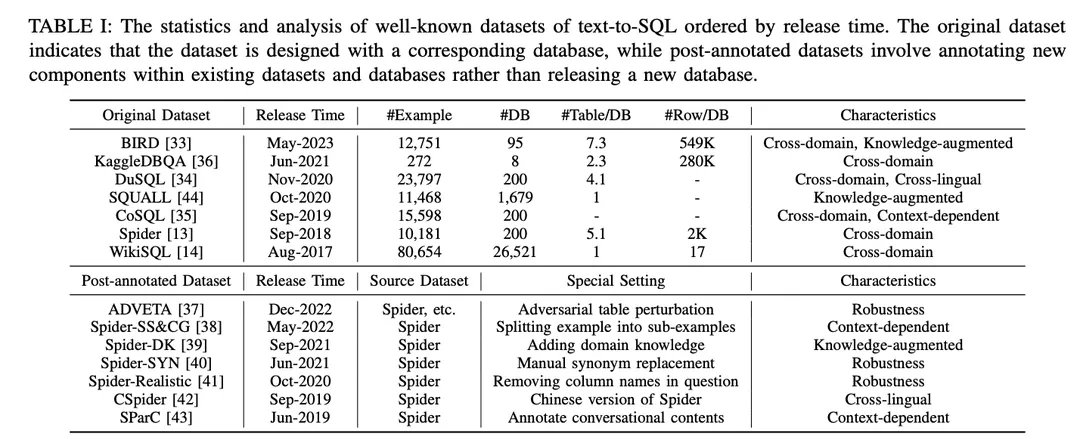 TABLE I: The statistics and analysis of well-known datasets of text-to-SQL ordered by release time. The original dataset
indicates that the dataset is designed with a corresponding database, while post-annotated datasets involve annotating new
components within existing datasets and databases rather than releasing a new database.
Original Dataset Release Time #Example #DB #Table/DB #Row/DB Characteristics
BIRD [33] May-2023 12,751 95 7.3 549K Cross-domain, Knowledge-augmented
KaggleDBQA [36] Jun-2021 272 8 2.3 280K Cross-domain
DuSQL [34] Nov-2020 23,797 200 4.1 - Cross-domain, Cross-lingual
SQUALL [44] Oct-2020 11,468 1,679 1 - Knowledge-augmented
CoSQL [35] Sep-2019 15,598 200 - - Cross-domain, Context-dependent
Spider [13] Sep-2018 10,181 200 5.1 2K Cross-domain
WikiSQL [14] Aug-2017 80,654 26,521 1 17 Cross-domain
Post-annotated Dataset Release Time Source Dataset Special Setting Characteristics
ADVETA [37] Dec-2022 Spider, etc. Adversarial table perturbation Robustness
Spider-SS&CG [38] May-2022 Spider Splitting example into sub-examples Context-dependent
Spider-DK [39] Sep-2021 Spider Adding domain knowledge Knowledge-augmented
Spider-SYN [40] Jun-2021 Spider Manual synonym replacement Robustness
Spider-Realistic [41] Oct-2020 Spider Removing column names in question Robustness
CSpider [42] Sep-2019 Spider Chinese version of Spider Cross-lingual
SParC [43] Jun-2019 Spider Annotate conversational contents Context-dependent